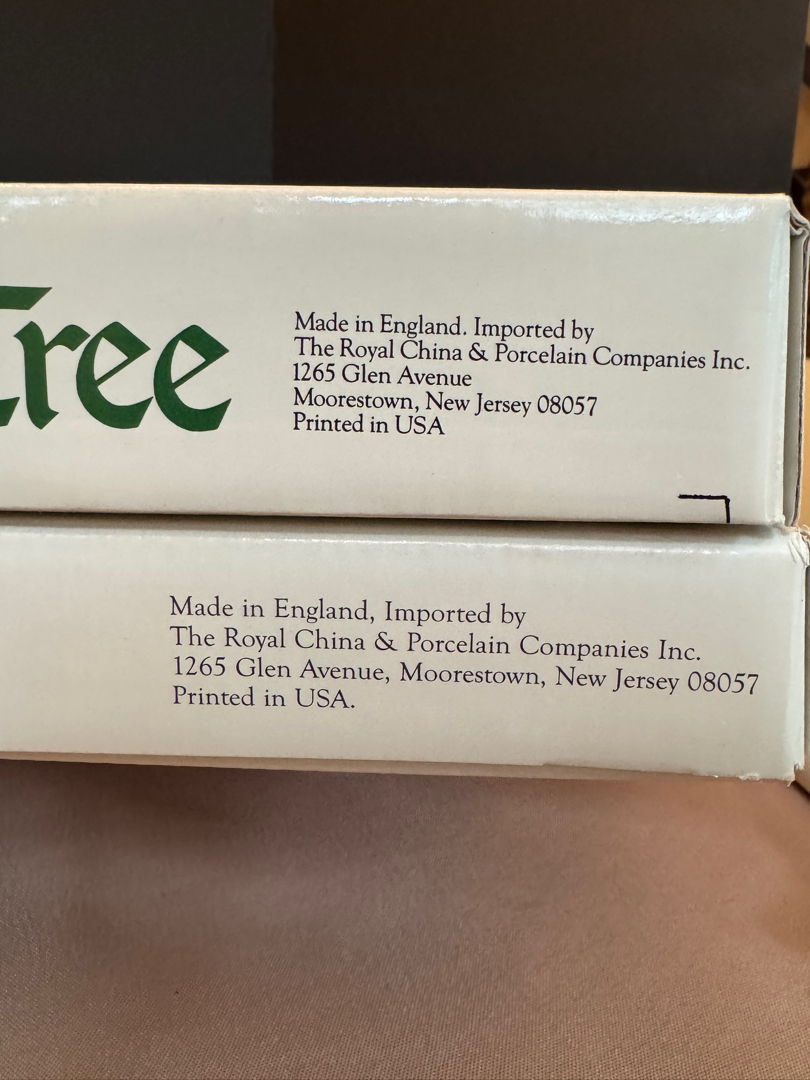 Tree
Made in England. Imported by
The Royal China & Porcelain Companies Inc.
1265 Glen Avenue
Moorestown, New Jersey 08057
Printed in USA
Made in England, Imported by
The Royal China & Porcelain Companies Inc.
1265 Glen Avenue, Moorestown, New Jersey 08057
Printed in USA.